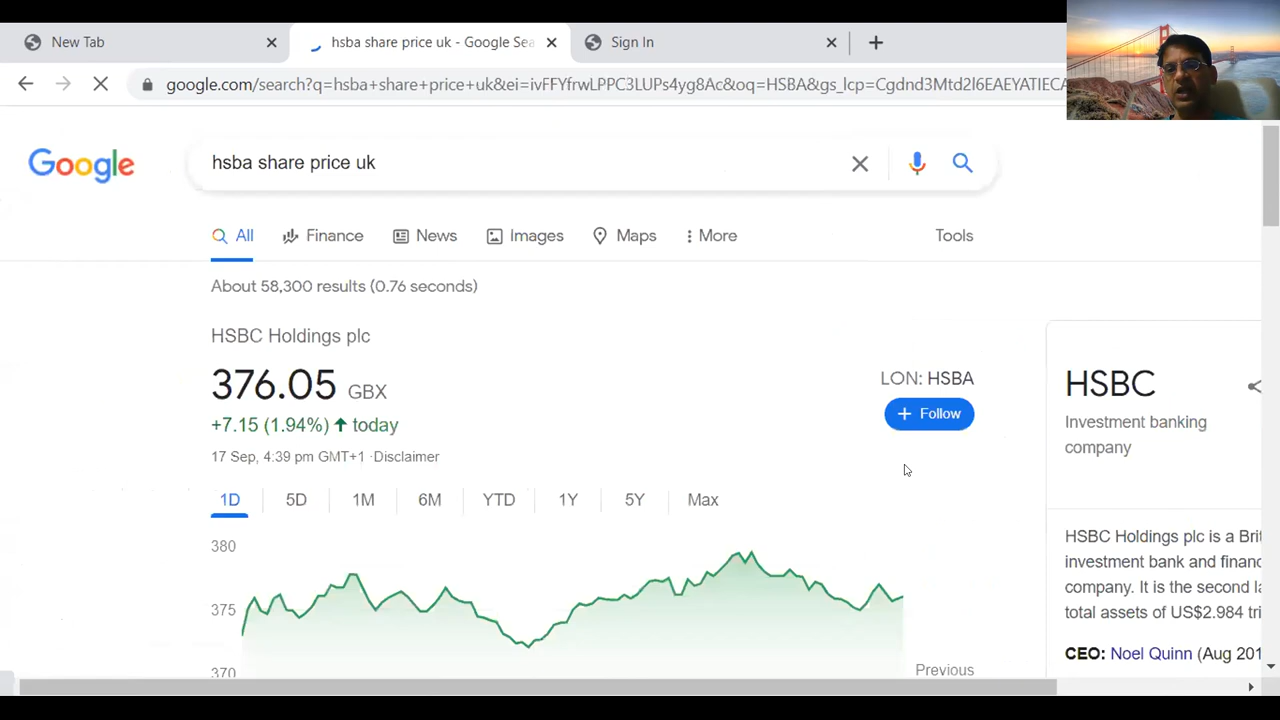 New Tab
hsba share price uk - Google Sea
Sign In
google.com/search?q=hsba+share+price+uk&ei=ivFFYfrwLPPC3LUPs4yg8Ac&oq=HSBA&gs_lcp=Cgdnd3Mtd2l6EAEYATIECA
Google
hsba share price uk
All
Finance
News
Images
Maps
More
Tools
About 58,300 results (0.76 seconds)
HSBC Holdings plc
376.05 GBX
LON: HSBA
+ Follow
+7.15 (1.94%) ↑ today
17 Sep, 4:39 pm GMT+1 ·Disclaimer
1D
5D
1M
6M
YTD
1Y
5Y
Max
380
375
370
Previous
HSBC
Investment banking
company
HSBC Holdings plc is a Brit
investment bank and financ
company. It is the second la
total assets of US$2.984 tri
CEO: Noel Quinn (Aug 201